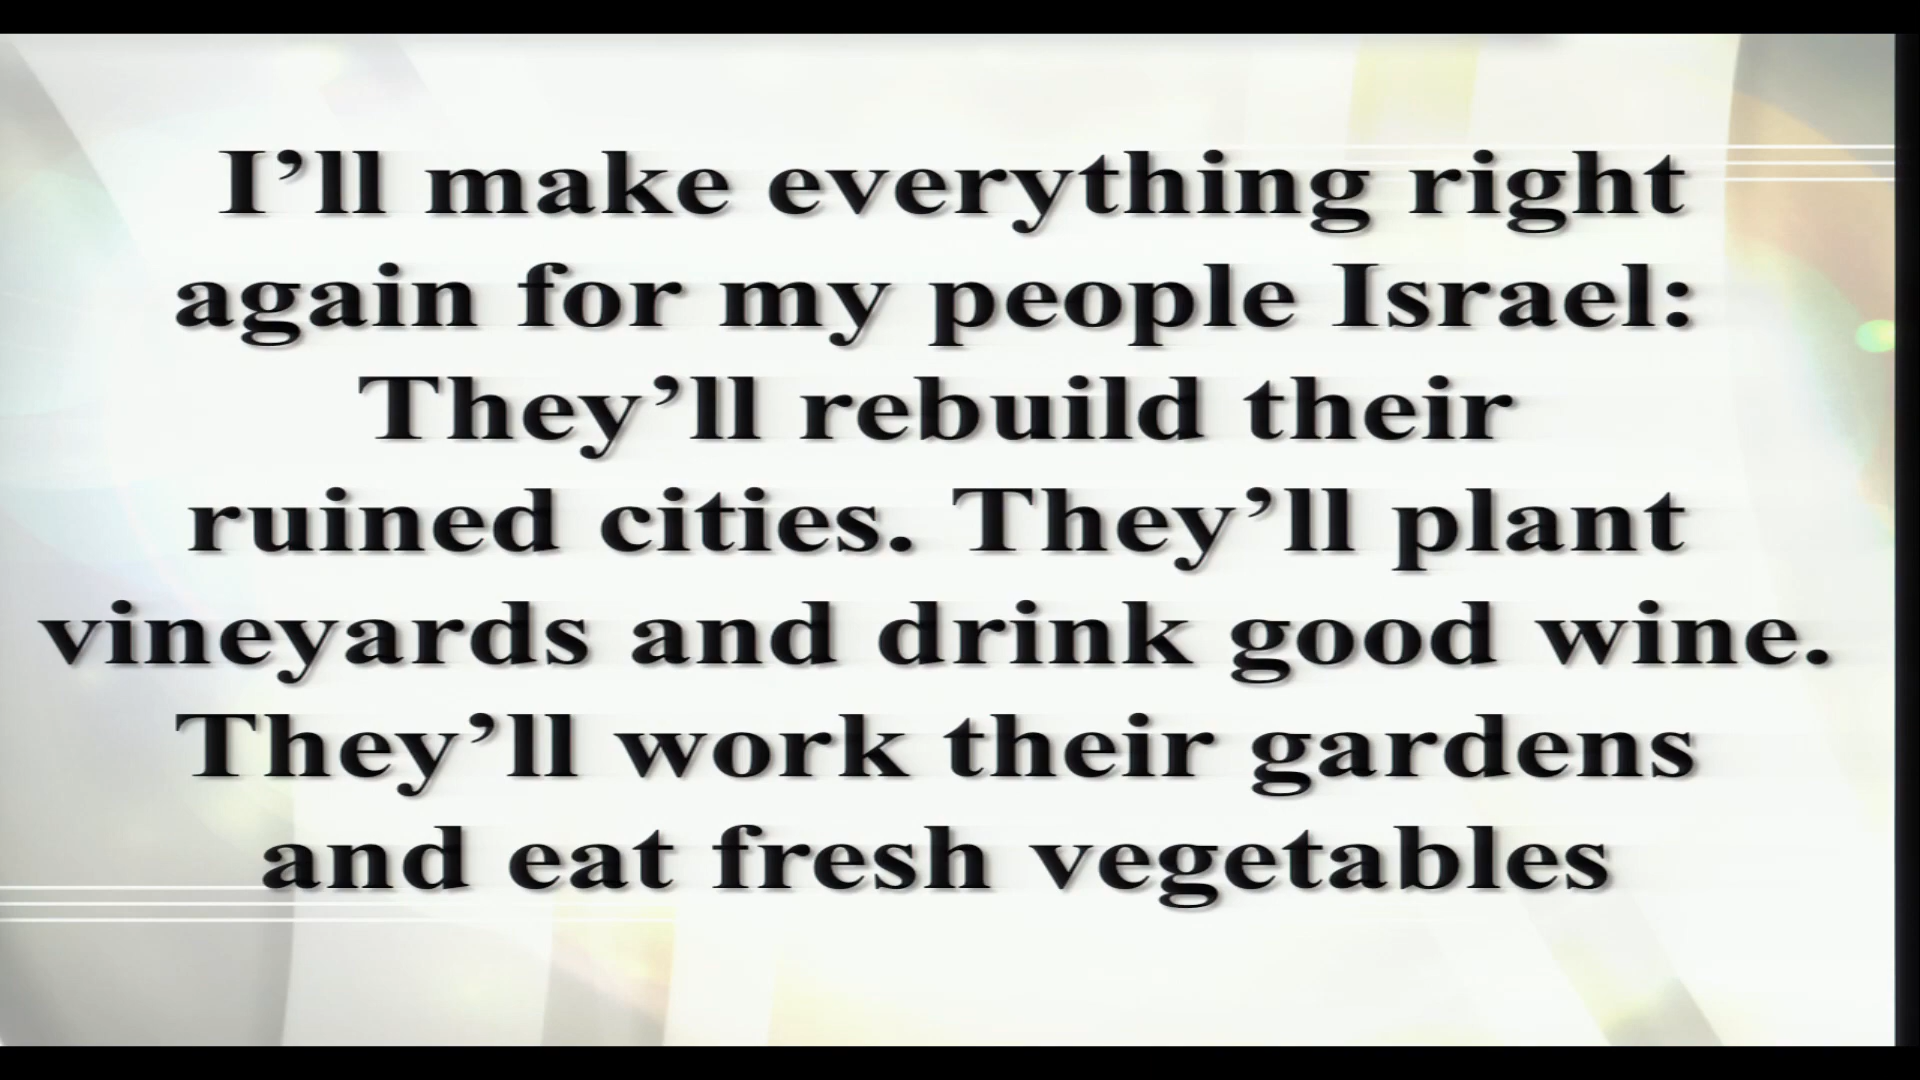 I’ll make everything right
again for my people Israel:
They’ll rebuild their
ruined cities. They’ll plant
vineyards and drink good wine.
They’ll work their gardens
and eat fresh vegetables